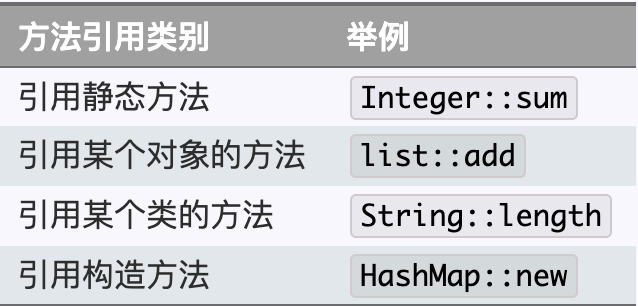 方法引用类别 举例
引用静态方法 Integer::sum
引用某个对象的方法 list::add
引用某个类的方法 String::length
引用构造方法 HashMap::new